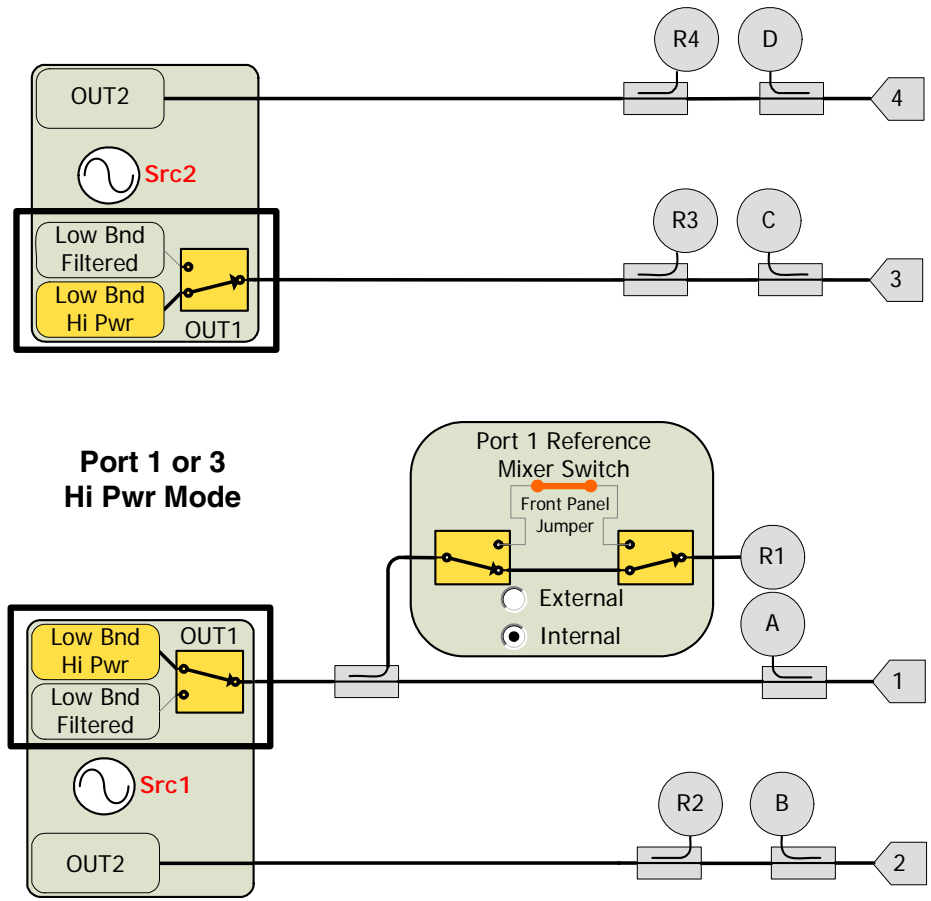 R4
D
OUT2
4
Src2
R3
C
Low Bnd
Filtered
3
Low Bnd
Hi Pwr
OUT1
Port 1 or 3
Hi Pwr Mode
Port 1 Reference
Mixer Switch
Front Panel
Jumper
R1
External
Internal
A
Low Bnd
Hi Pwr
OUT1
1
Low Bnd
Filtered
Src1
R2
B
OUT2
2